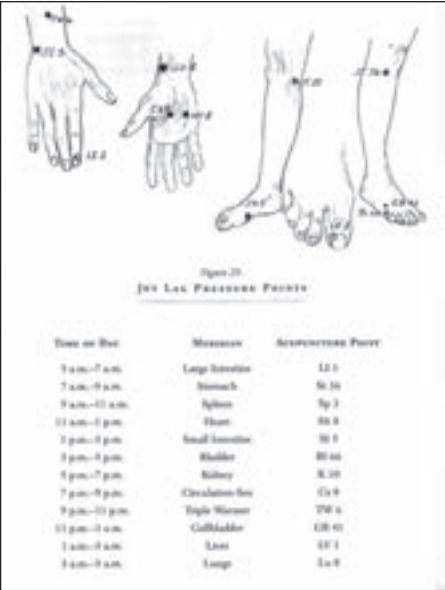 Figure 25
JET LAG PRESSURE POINTS
TIME OF DAY MERIDIAN ACUPUNCTURE POINT
5 a.m.–7 a.m. Large Intestine LI 1
7 a.m.–9 a.m. Stomach St 36
9 a.m.–11 a.m. Spleen Sp 3
11 a.m.–1 p.m. Heart Ht 8
1 p.m.–3 p.m. Small Intestine SI 5
3 p.m.–5 p.m. Bladder Bl 66
5 p.m.–7 p.m. Kidney K 10
7 p.m.–9 p.m. Circulation-Sex Cx 8
9 p.m.–11 p.m. Triple Warmer TW 6
11 p.m.–1 a.m. Gallbladder GB 41
1 a.m.–3 a.m. Liver LV 1
3 a.m.–5 a.m. Lungs Lu 8